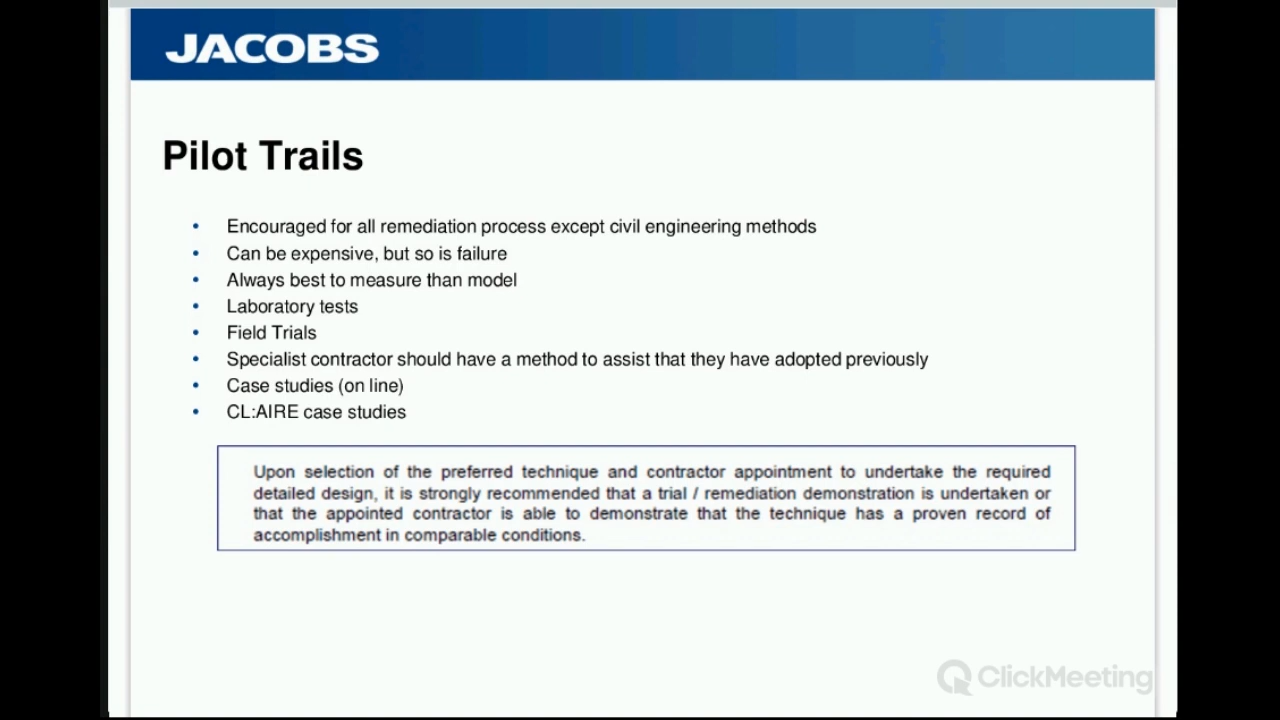 JACOBS
Pilot Trails
• Encouraged for all remediation process except civil engineering methods
• Can be expensive, but so is failure
• Always best to measure than model
• Laboratory tests
• Field Trials
• Specialist contractor should have a method to assist that they have adopted previously
• Case studies (on line)
• CL:AIRE case studies
Upon selection of the preferred technique and contractor appointment to undertake the required
detailed design, it is strongly recommended that a trial / remediation demonstration is undertaken or
that the appointed contractor is able to demonstrate that the technique has a proven record of
accomplishment in comparable conditions.
ClickMeeting